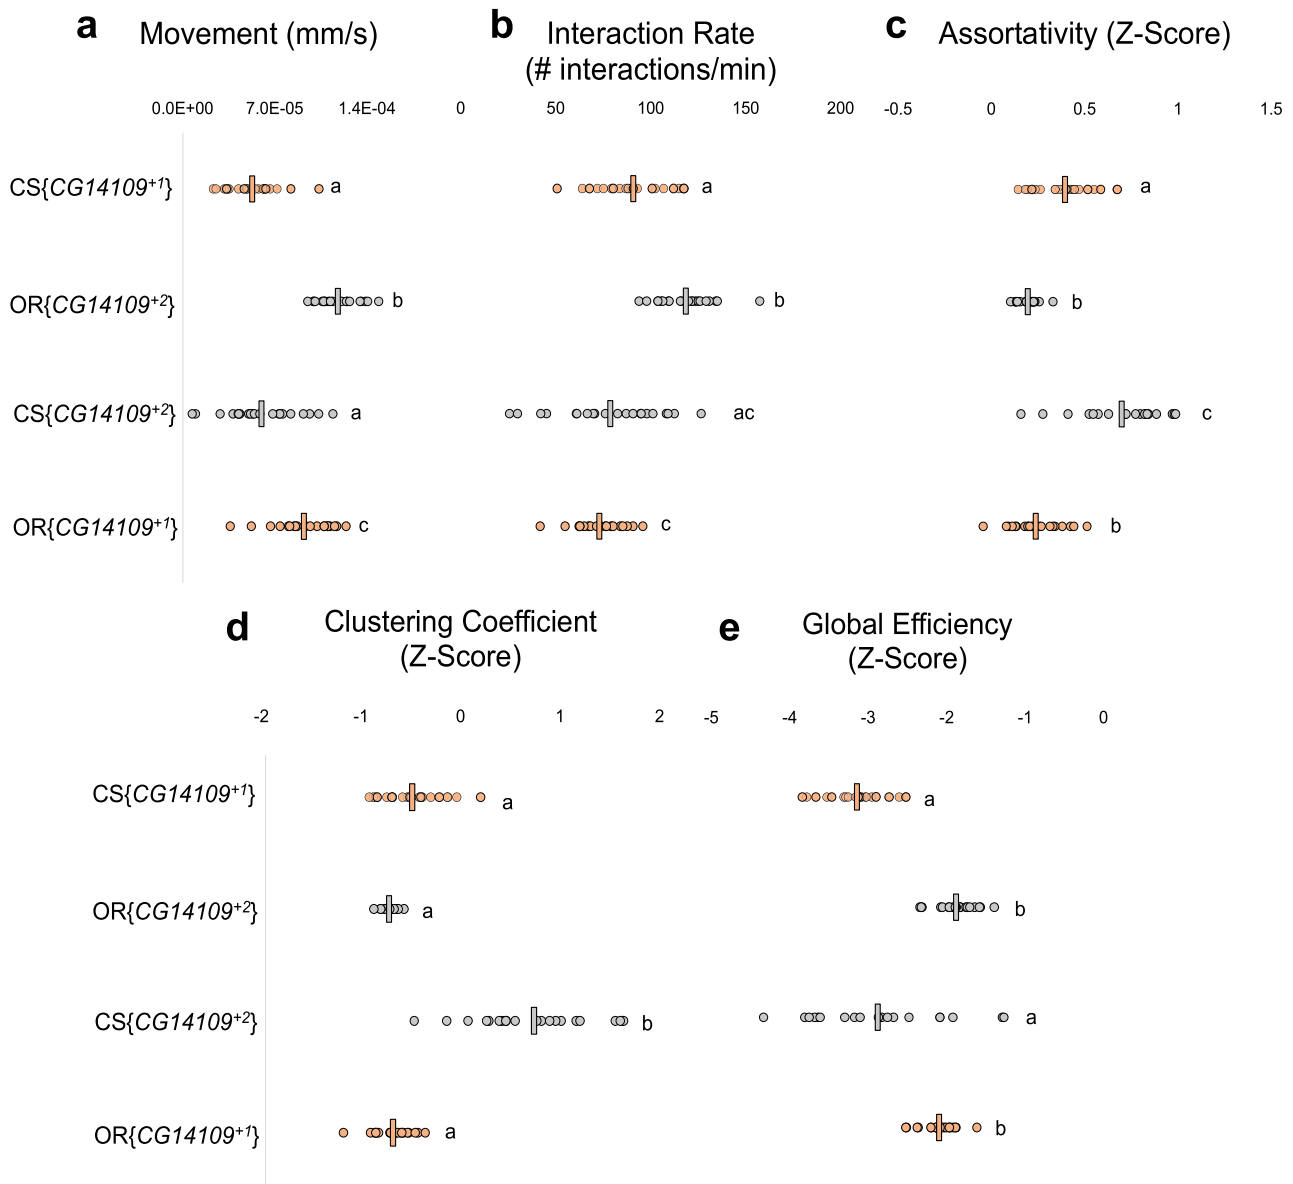 a Movement (mm/s) b Interaction Rate c Assortativity (Z-Score)
(# interactions/min)
0.0E+00 7.0E-05 1.4E-04 0 50 100 150 200 -0.5 0 0.5 1 1.5
CS{CG14109+1} a a a
OR{CG14109+2} b b b
CS{CG14109+2} a ac c
OR{CG14109+1} c c b
d Clustering Coefficient e Global Efficiency
(Z-Score) (Z-Score)
-2 -1 0 1 2 -5 -4 -3 -2 -1 0
CS{CG14109+1} a a
OR{CG14109+2} a b
CS{CG14109+2} b a
OR{CG14109+1} a b